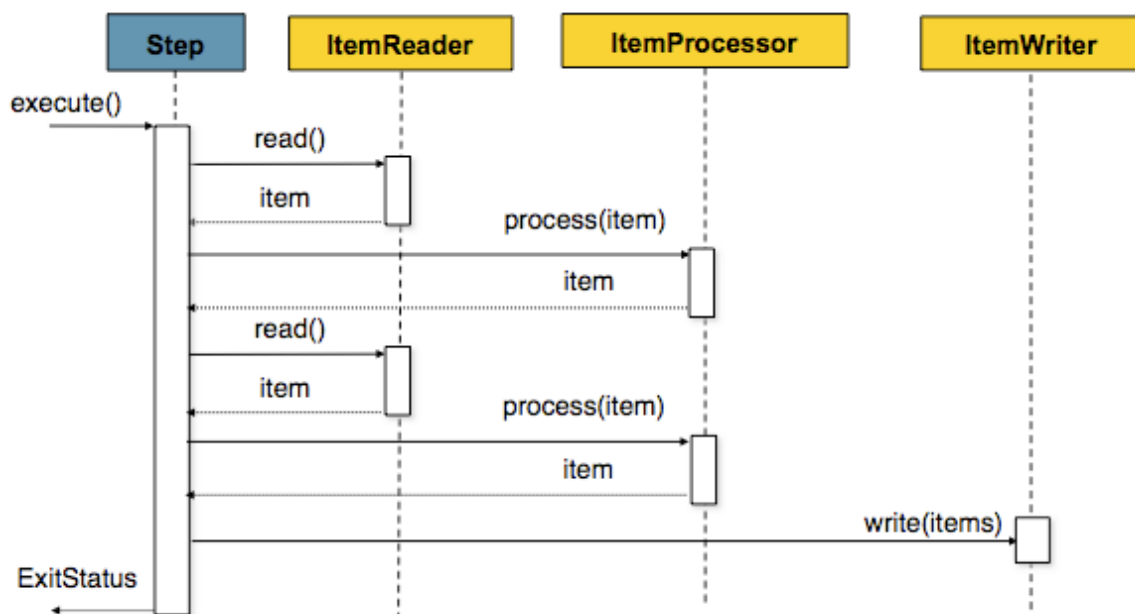 Step
ItemReader
ItemProcessor
ItemWriter
execute()
read()
item
process(item)
item
read()
item
process(item)
item
write(items)
ExitStatus